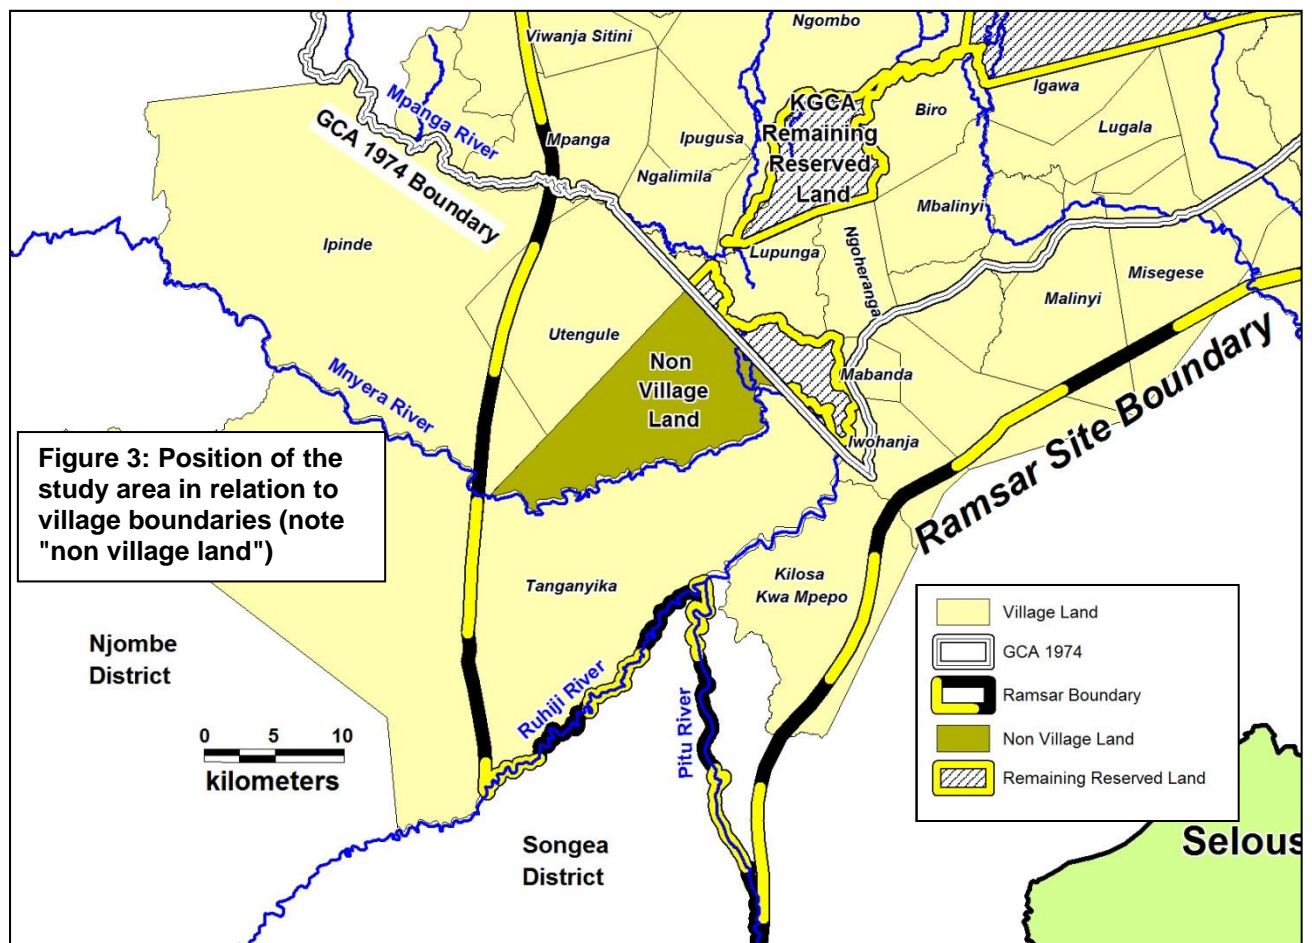 Viwanja Sitini
Ngombo
Mpanga River
GCA 1974 Boundary
Mpanga
Ipugusa
Ngalimila
KGCA
Remaining
Reserved
Land
Biro
Igawa
Lugala
Mbalinyi
Ipinde
Lupunga
Ngoheranga
Misegese
Malinyi
Utengule
Non
Village
Land
Mabanda
Mnyera River
Iwohanja
Ramsar Site Boundary
Figure 3: Position of the
study area in relation to
village boundaries (note
"non village land")
Tanganyika
Kilosa
Kwa Mpepo
Njombe
District
Ruhiji River
Pitu River
0 5 10
kilometers
Songea
District
Village Land
GCA 1974
Ramsar Boundary
Non Village Land
Remaining Reserved Land
Selous